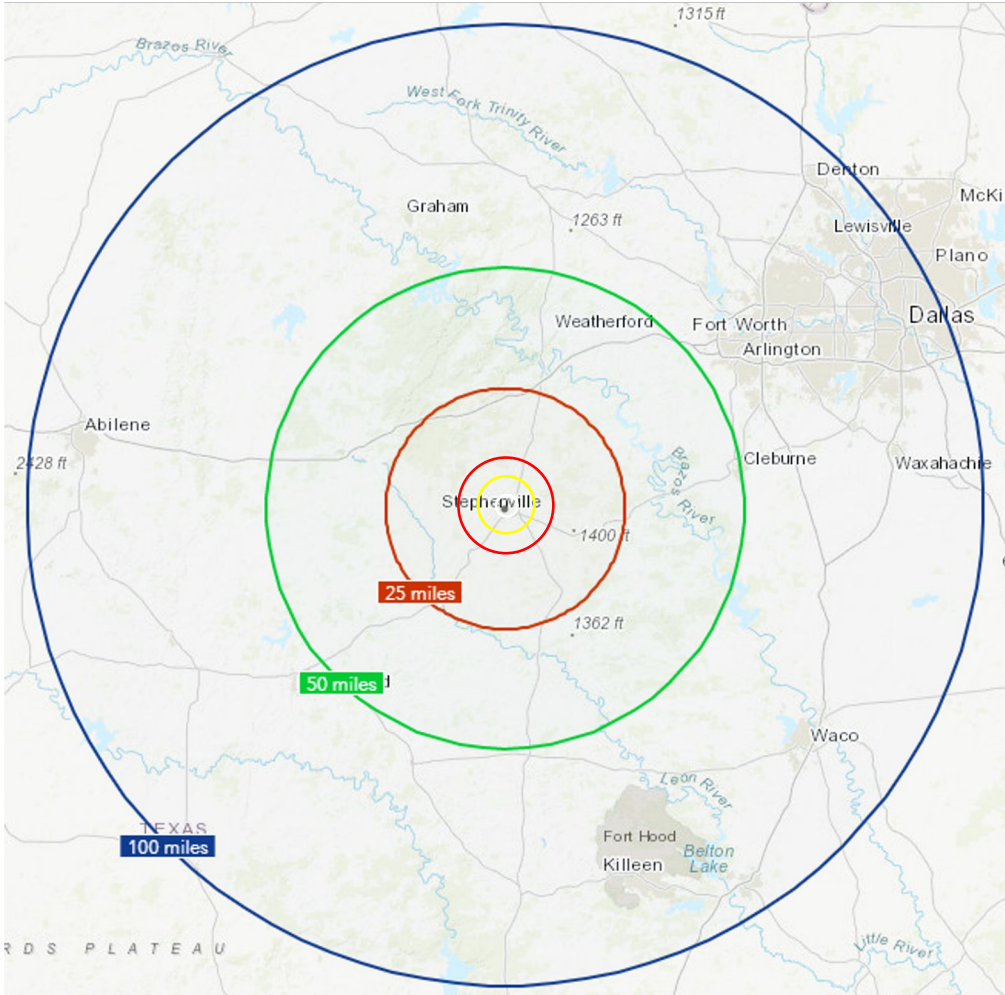 1315 ft
Brazos River
West Fork Trinity River
Denton
McKi
Graham
1263 ft
Lewisville
Plano
Weatherford
Fort Worth
Dallas
Arlington
Abilene
2428 ft
Brazos River
Cleburne
Waxahachie
Stephenville
1400 ft
25 miles
1362 ft
50 miles
d
Waco
Leon River
TEXAS
100 miles
Fort Hood
Killeen
Belton
Lake
RDS PLATEAU
Little River